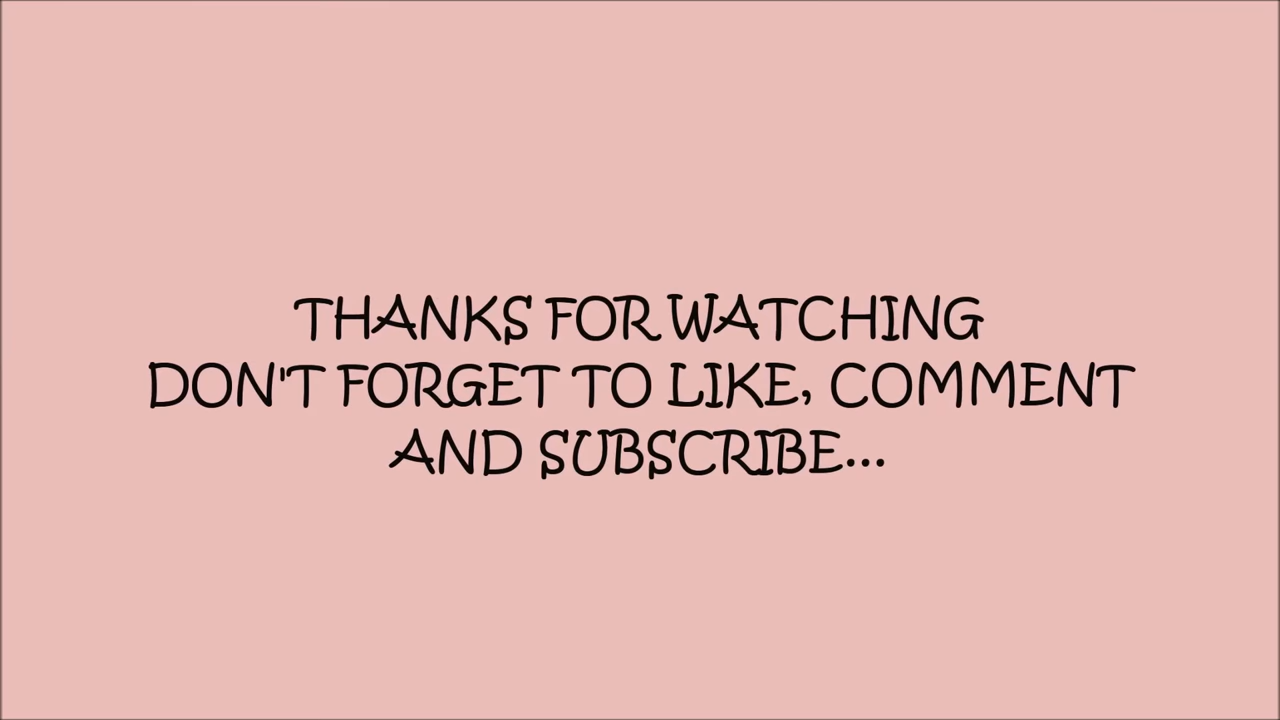 THANKS FOR WATCHING
DON'T FORGET TO LIKE, COMMENT
AND SUBSCRIBE...